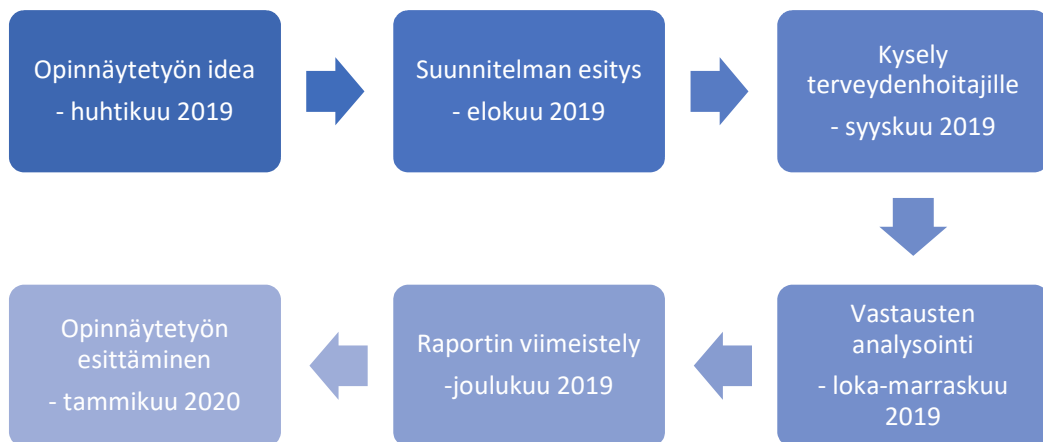 Opinnäytetyön idea
- huhtikuu 2019
Suunnitelman esitys
- elokuu 2019
Kysely
terveydenhoitajille
- syyskuu 2019
Vastausten
analysointi
- loka-marraskuu
2019
Raportin viimeistely
-joulukuu 2019
Opinnäytetyön
esittäminen
- tammikuu 2020